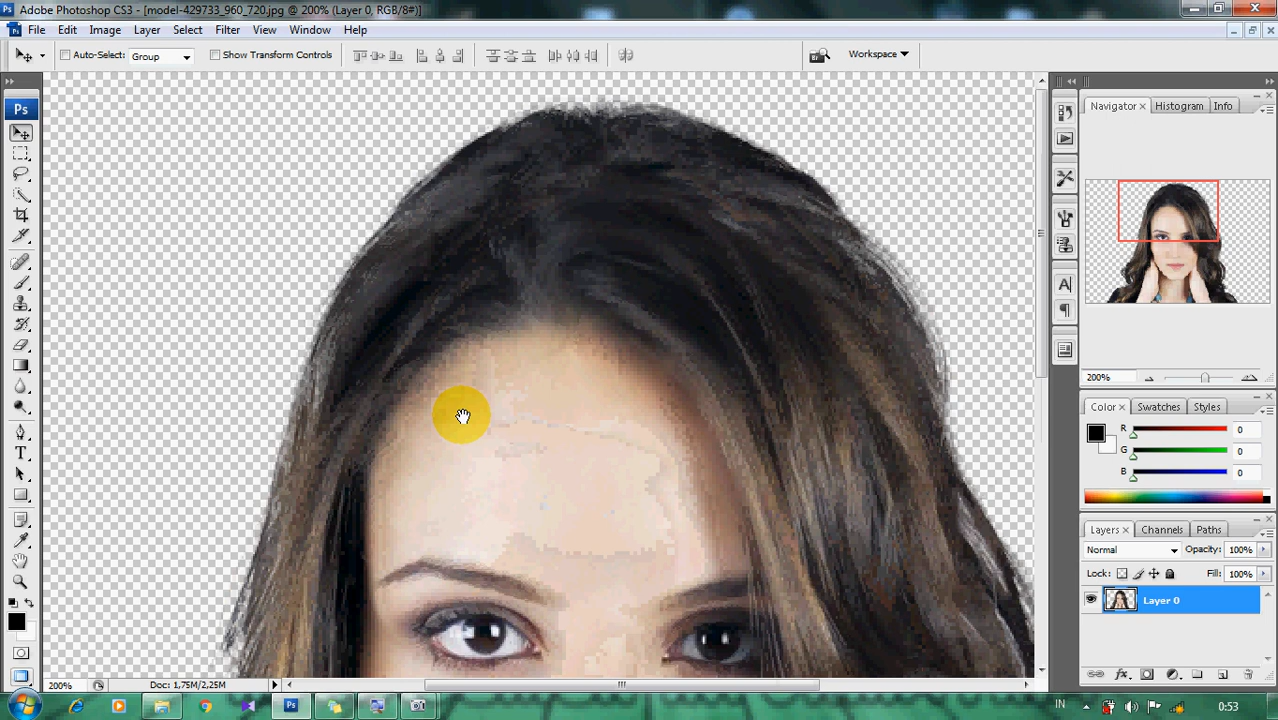 Adobe Photoshop CS3 - [model-429733_960_720.jpg @ 200% (Layer 0, RGB/8#)]
File Edit Image Layer Select Filter View Window Help
Auto-Select: Group Show Transform Controls Workspace
Ps
Navigator Histogram Info
200%
Color Swatches Styles
R 0
G 0
B 0
Layers Channels Paths
Normal Opacity: 100%
Lock: Fill: 100%
Layer 0
200% Doc: 1,75M/2,25M
IN 0:53